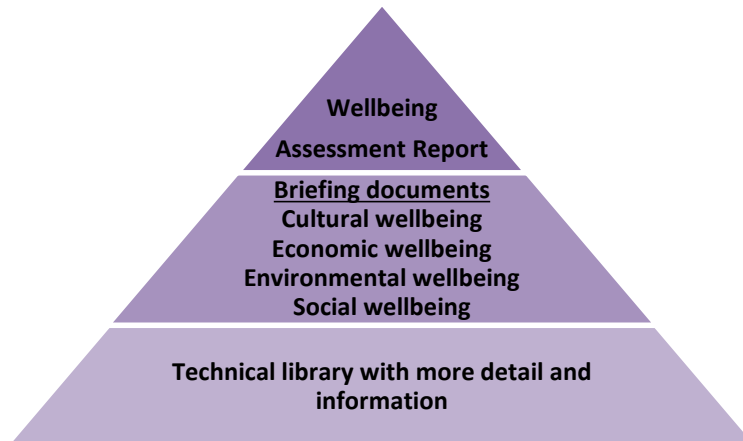 Wellbeing
Assessment Report
Briefing documents
Cultural wellbeing
Economic wellbeing
Environmental wellbeing
Social wellbeing
Technical library with more detail and
information